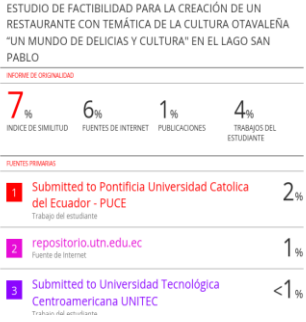 ESTUDIO DE FACTIBILIDAD PARA LA CREACIÓN DE UN
RESTAURANTE CON TEMÁTICA DE LA CULTURA OTAVALEÑA
"UN MUNDO DE DELICIAS Y CULTURA" EN EL LAGO SAN
PABLO
INFORME DE ORIGINALIDAD
7% 6% 1% 4%
INDICE DE SIMILITUD FUENTES DE INTERNET PUBLICACIONES TRABAJOS DEL
ESTUDIANTE
FUENTES PRIMARIAS
1 Submitted to Pontificia Universidad Catolica 2%
del Ecuador - PUCE
Trabajo del estudiante
2 repositorio.utn.edu.ec 1%
Fuente de Internet
3 Submitted to Universidad Tecnológica <1%
Centroamericana UNITEC
Trabajo del estudiante